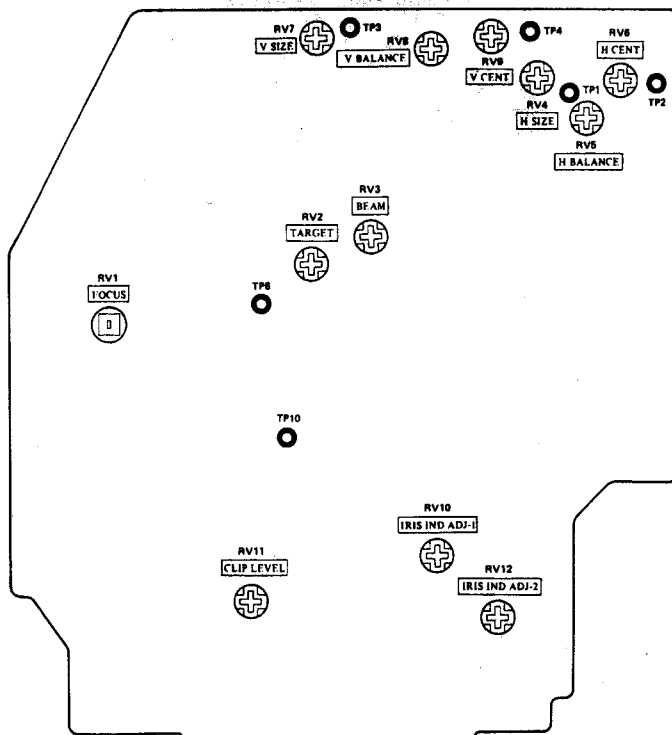 RV7
V SIZE
TP3
RV8
V BALANCE
TP4
RV9
V CENT
RV6
H CENT
TP1
TP2
RV4
H SIZE
RV5
H BALANCE
RV3
BEAM
RV2
TARGET
RV1
FOCUS
TP6
TP10
RV10
IRIS IND ADJ-1
RV11
CLIP LEVEL
RV12
IRIS IND ADJ-2